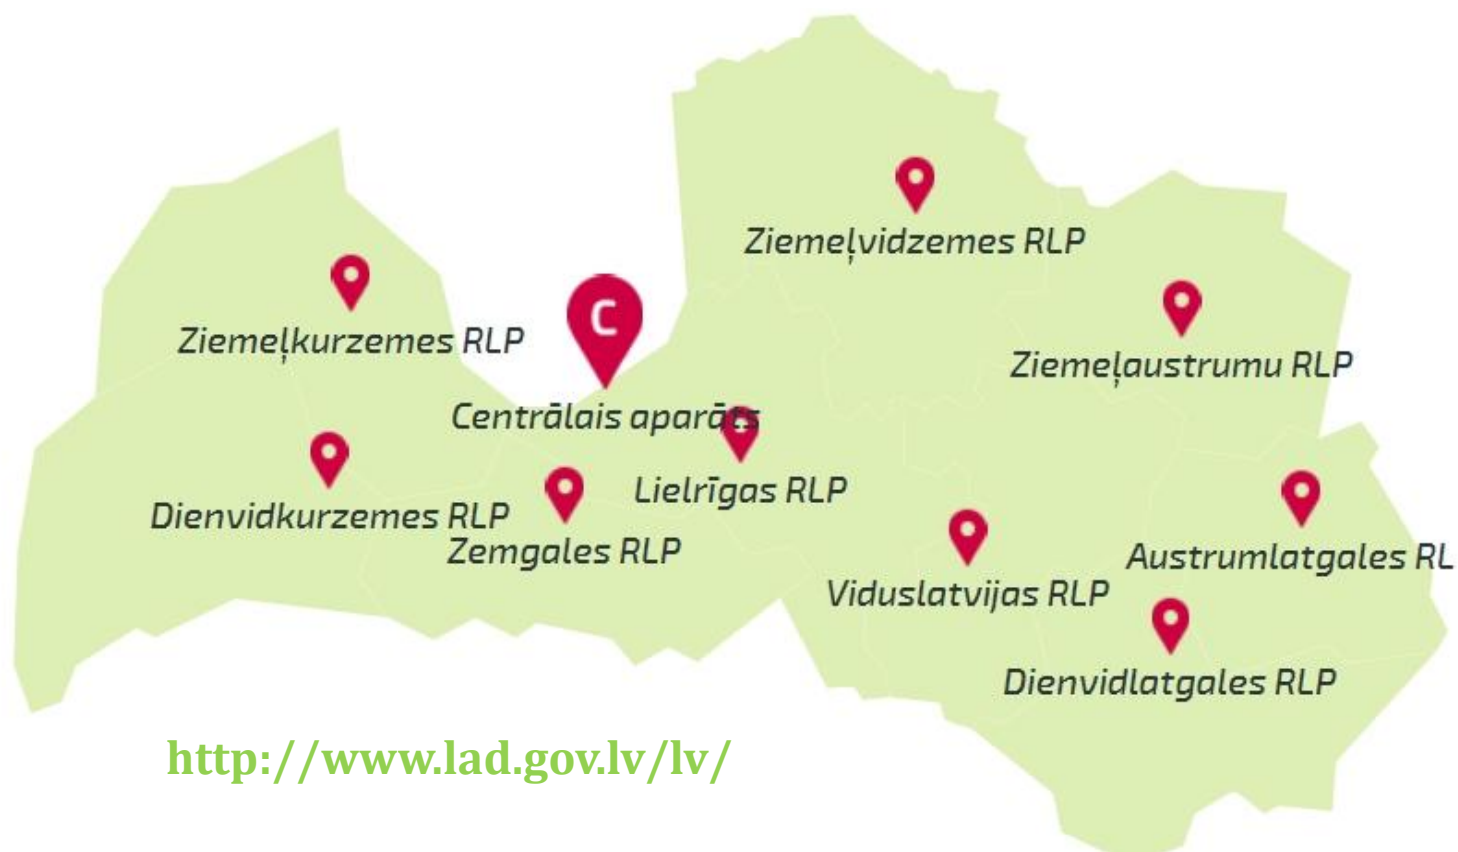 Ziemeļvidzemes RLP
Ziemeļkurzemes RLP
C
Ziemeļaustrumu RLP
Centrālais aparāts
Lielrīgas RLP
Dienvidkurzemes RLP
Zemgales RLP
Austrumlatgales RL
Viduslatvijas RLP
Dienvidlatgales RLP
http://www.lad.gov.lv/lv/